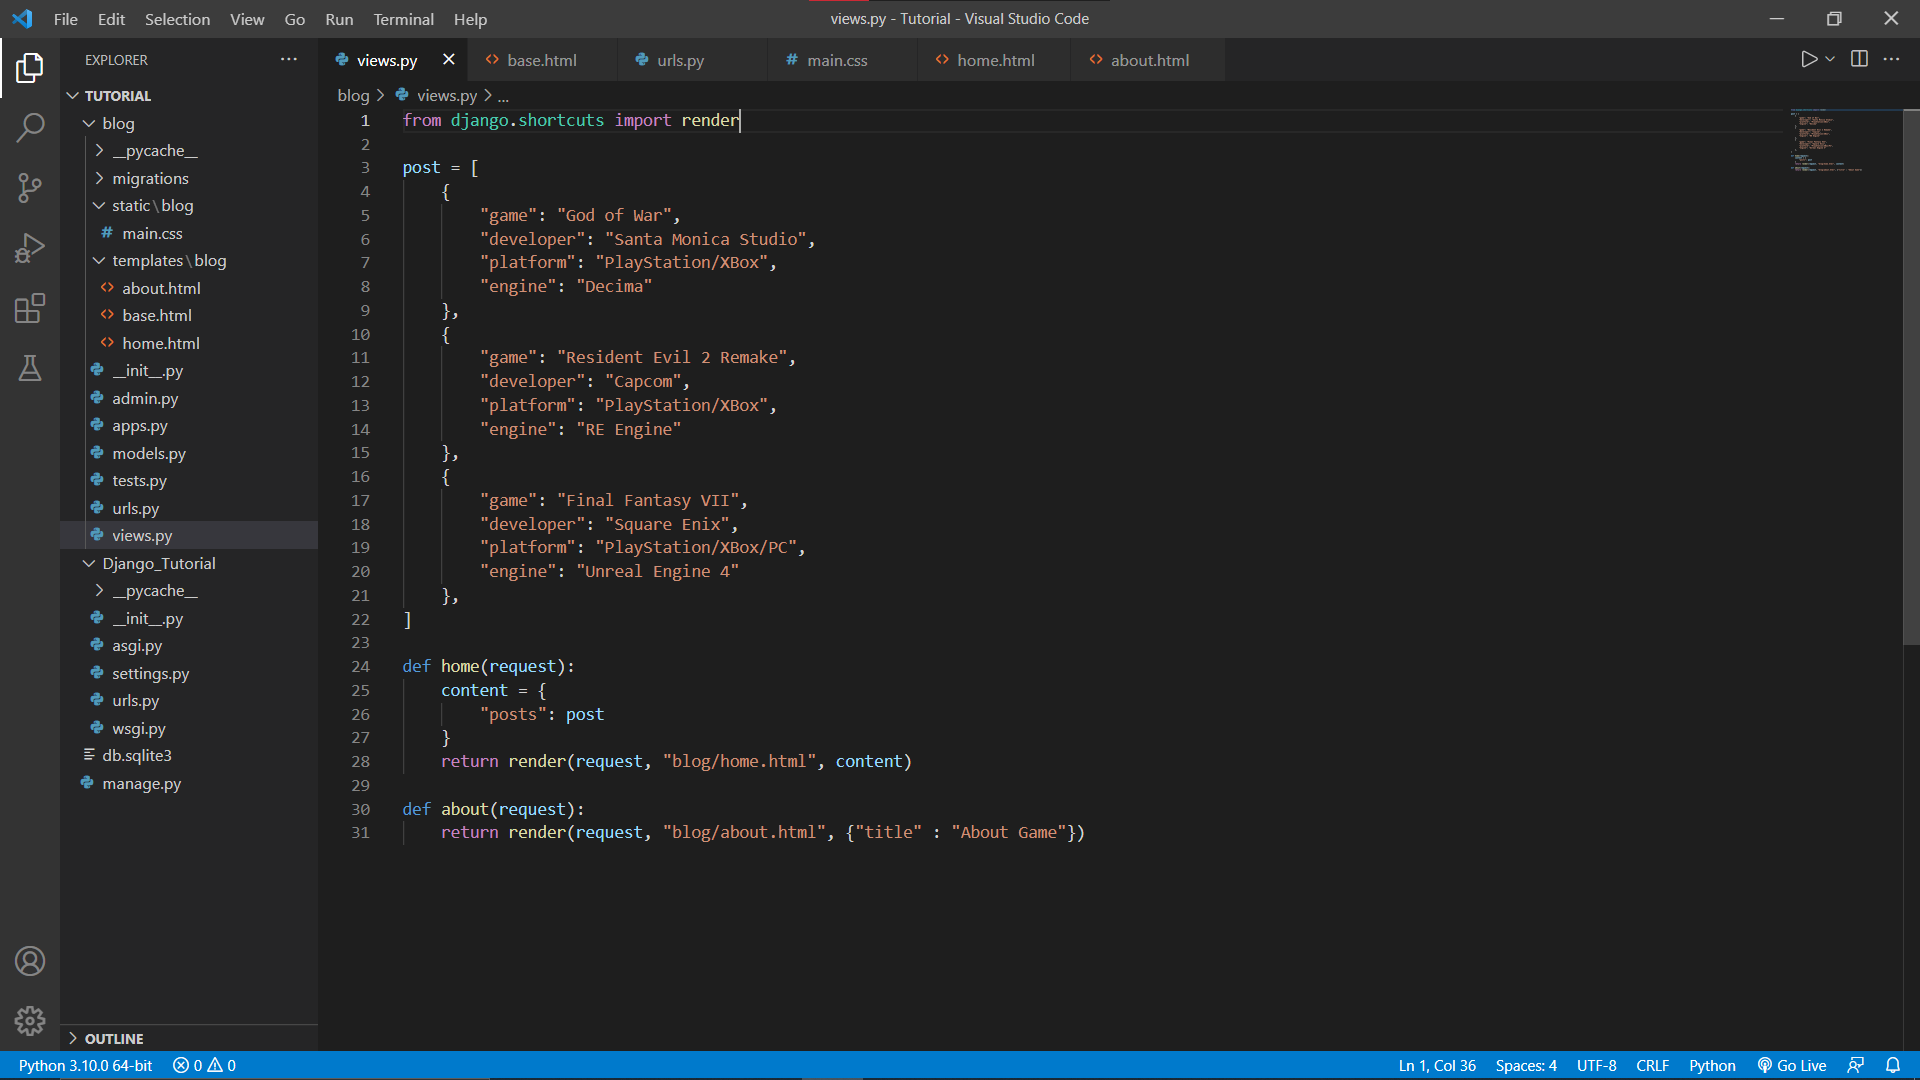 File Edit Selection View Go Run Terminal Help
views.py - Tutorial - Visual Studio Code
EXPLORER
TUTORIAL
blog
__pycache__
migrations
static\blog
main.css
templates\blog
about.html
base.html
home.html
__init__.py
admin.py
apps.py
models.py
tests.py
urls.py
views.py
Django_Tutorial
__pycache__
__init__.py
asgi.py
settings.py
urls.py
wsgi.py
db.sqlite3
manage.py
OUTLINE
views.py base.html urls.py main.css home.html about.html
blog > views.py > ...
1 from django.shortcuts import render
2
3 post = [
4     {
5         "game": "God of War",
6         "developer": "Santa Monica Studio",
7         "platform": "PlayStation/XBox",
8         "engine": "Decima"
9     },
10     {
11         "game": "Resident Evil 2 Remake",
12         "developer": "Capcom",
13         "platform": "PlayStation/XBox",
14         "engine": "RE Engine"
15     },
16     {
17         "game": "Final Fantasy VII",
18         "developer": "Square Enix",
19         "platform": "PlayStation/XBox/PC",
20         "engine": "Unreal Engine 4"
21     },
22 ]
23
24 def home(request):
25     content = {
26         "posts": post
27     }
28     return render(request, "blog/home.html", content)
29
30 def about(request):
31     return render(request, "blog/about.html", {"title" : "About Game"})
Python 3.10.0 64-bit 0 0 Ln 1, Col 36 Spaces: 4 UTF-8 CRLF Python Go Live